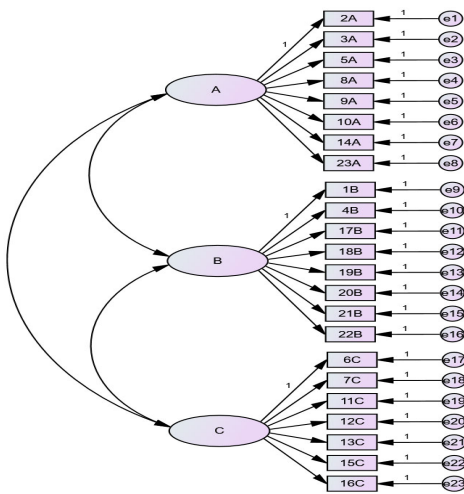 2A 1 e1
3A 1 e2
5A 1 e3
8A 1 e4
9A 1 e5
10A 1 e6
14A 1 e7
23A 1 e8
1
A
1B 1 e9
4B 1 e10
17B 1 e11
18B 1 e12
19B 1 e13
20B 1 e14
21B 1 e15
22B 1 e16
1
B
6C 1 e17
7C 1 e18
11C 1 e19
12C 1 e20
13C 1 e21
15C 1 e22
16C 1 e23
1
C